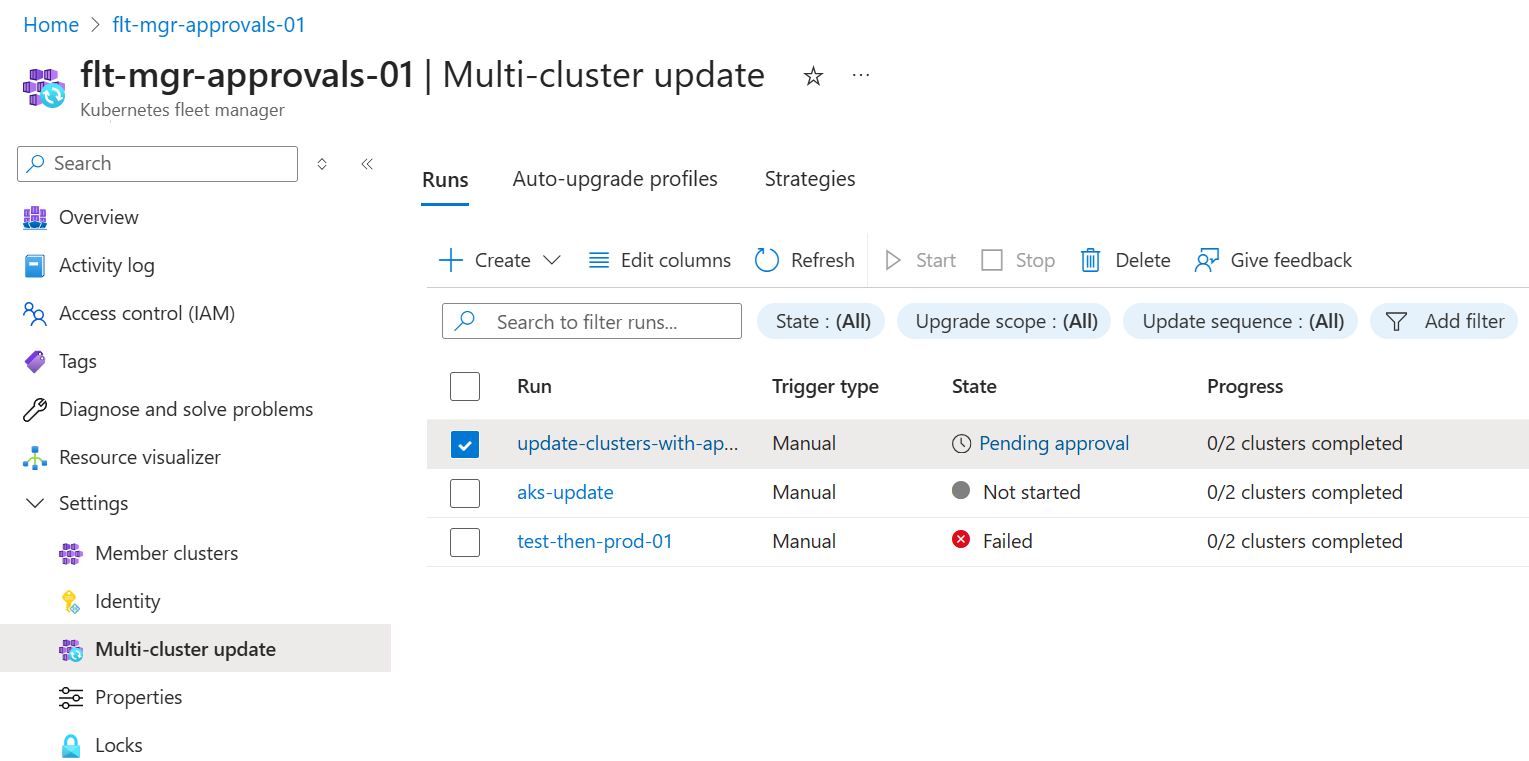 Home > flt-mgr-approvals-01
flt-mgr-approvals-01 | Multi-cluster update
Kubernetes fleet manager
Search
Overview
Activity log
Access control (IAM)
Tags
Diagnose and solve problems
Resource visualizer
Settings
Member clusters
Identity
Multi-cluster update
Properties
Locks
Runs Auto-upgrade profiles Strategies
Create Edit columns Refresh Start Stop Delete Give feedback
Search to filter runs... State : (All) Upgrade scope : (All) Update sequence : (All) Add filter
Run Trigger type State Progress
update-clusters-with-ap... Manual Pending approval 0/2 clusters completed
aks-update Manual Not started 0/2 clusters completed
test-then-prod-01 Manual Failed 0/2 clusters completed